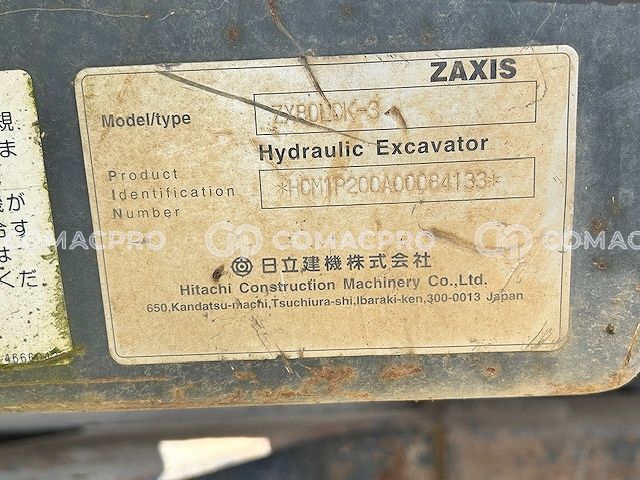 ZAXIS
Model/type
ZX80LCK-3
Hydraulic Excavator
Product
Identification
Number
*HCM1P200A00084133*
COMACPRO COMACPRO COMACPRO
日立建機株式会社
Hitachi Construction Machinery Co.,Ltd.
650,Kandatsu-machi,Tsuchiura-shi,Ibaraki-ken,300-0013 Japan